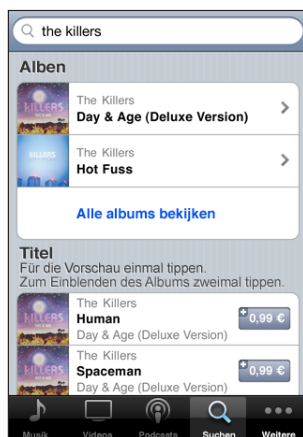 the killers
Alben
The Killers
Day & Age (Deluxe Version)
The Killers
Hot Fuss
Alle albums bekijken
Titel
Für die Vorschau einmal tippen.
Zum Einblenden des Albums zweimal tippen.
The Killers
Human
Day & Age (Deluxe Version)
0,99 €
The Killers
Spaceman
Day & Age (Deluxe Version)
0,99 €
Musik Videos Podcasts Suchen Weitere